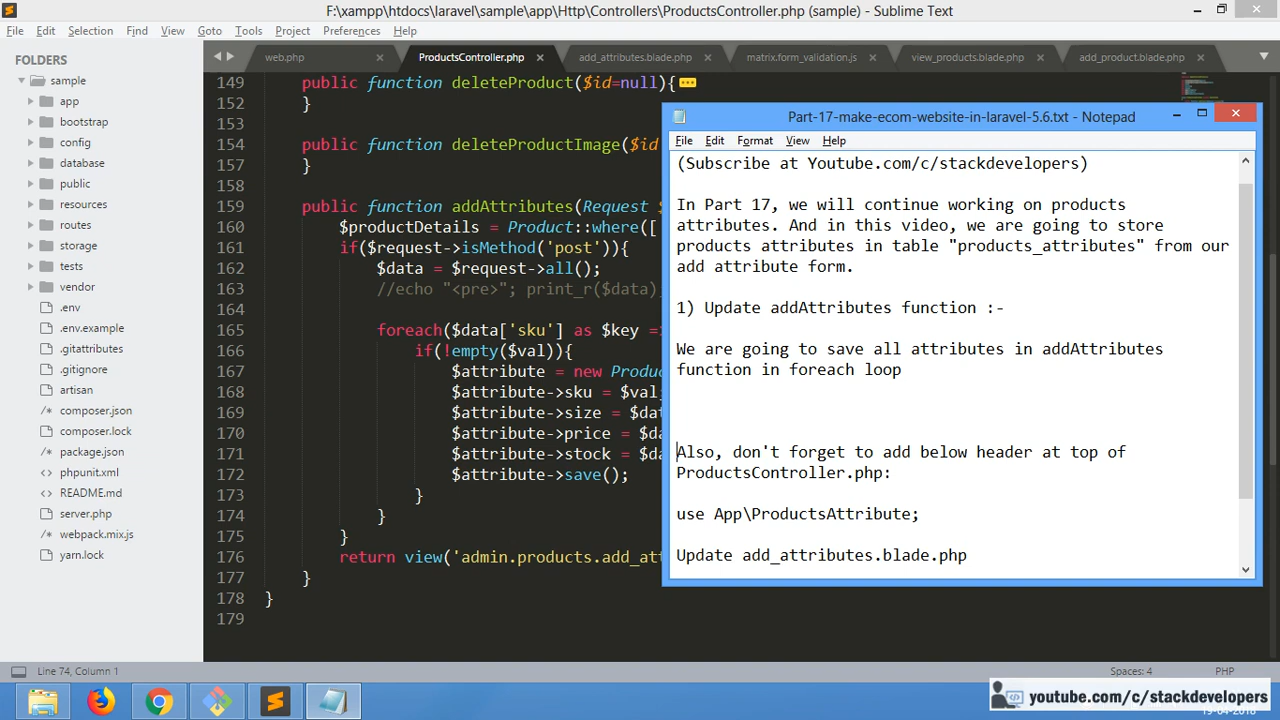 F:\xampp\htdocs\laravel\sample\app\Http\Controllers\ProductsController.php (sample) - Sublime Text
File Edit Selection Find View Goto Tools Project Preferences Help
FOLDERS
sample
app
bootstrap
config
database
public
resources
routes
storage
tests
vendor
.env
.env.example
.gitattributes
.gitignore
artisan
composer.json
composer.lock
package.json
phpunit.xml
README.md
server.php
webpack.mix.js
yarn.lock
web.php ProductsController.php add_attributes.blade.php matrix.form_validation.js view_products.blade.php add_product.blade.php
149 public function deleteProduct($id=null){
152 }
153
154 public function deleteProductImage($id
157 }
158
159 public function addAttributes(Request $
160 $productDetails = Product::where([
161 if($request->isMethod('post')){
162 $data = $request->all();
163 //echo "<pre>"; print_r($data)
164
165 foreach($data['sku'] as $key =>
166 if(!empty($val)){
167 $attribute = new Produc
168 $attribute->sku = $val;
169 $attribute->size = $da
170 $attribute->price = $da
171 $attribute->stock = $da
172 $attribute->save();
173 }
174 }
175 }
176 return view('admin.products.add_at
177 }
178 }
179
Part-17-make-ecom-website-in-laravel-5.6.txt - Notepad
File Edit Format View Help
(Subscribe at Youtube.com/c/stackdevelopers)
In Part 17, we will continue working on products
attributes. And in this video, we are going to store
products attributes in table "products_attributes" from our
add attribute form.
1) Update addAttributes function :-
We are going to save all attributes in addAttributes
function in foreach loop
Also, don't forget to add below header at top of
ProductsController.php:
use App\ProductsAttribute;
Update add_attributes.blade.php
Line 74, Column 1
Spaces: 4 PHP
youtube.com/c/stackdevelopers